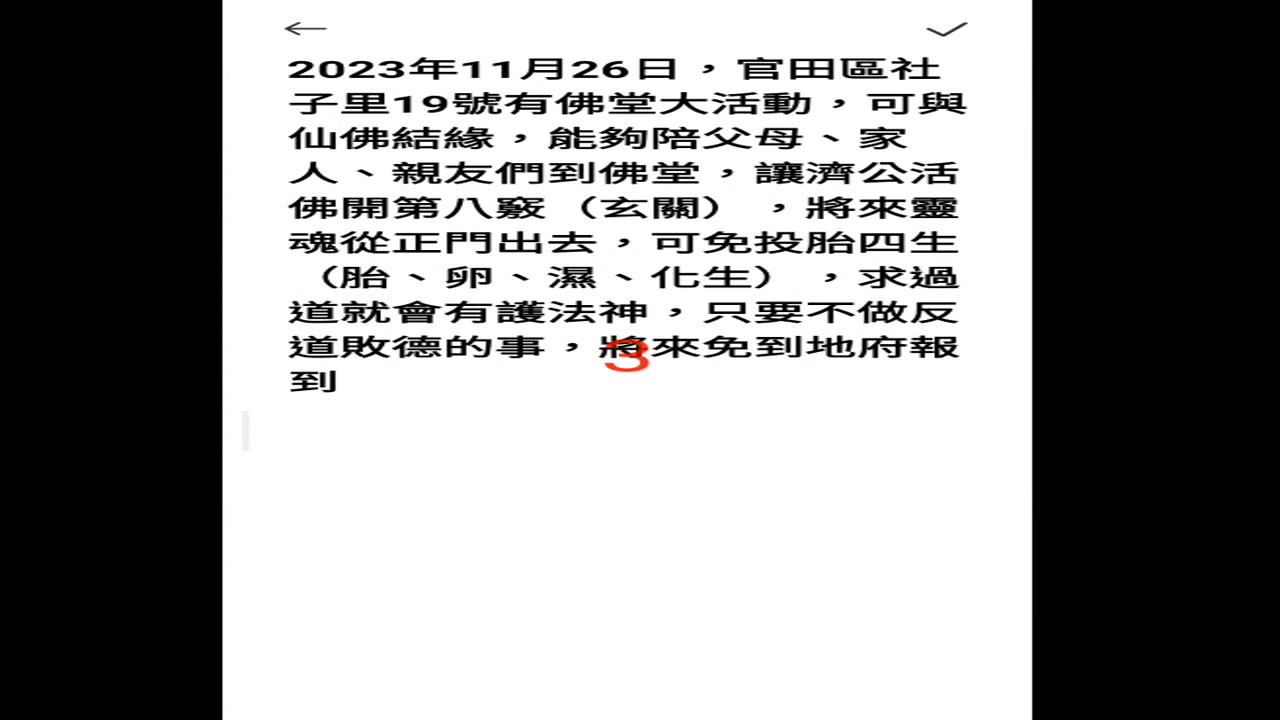 2023年11月26日，官田區社
子里19號有佛堂大活動，可與
仙佛結緣，能夠陪父母、家
人、親友們到佛堂，讓濟公活
佛開第八竅（玄關），將來靈
魂從正門出去，可免投胎四生
（胎、卵、濕、化生），求過
道就會有護法神，只要不做反
道敗德的事，將來免到地府報
到
3